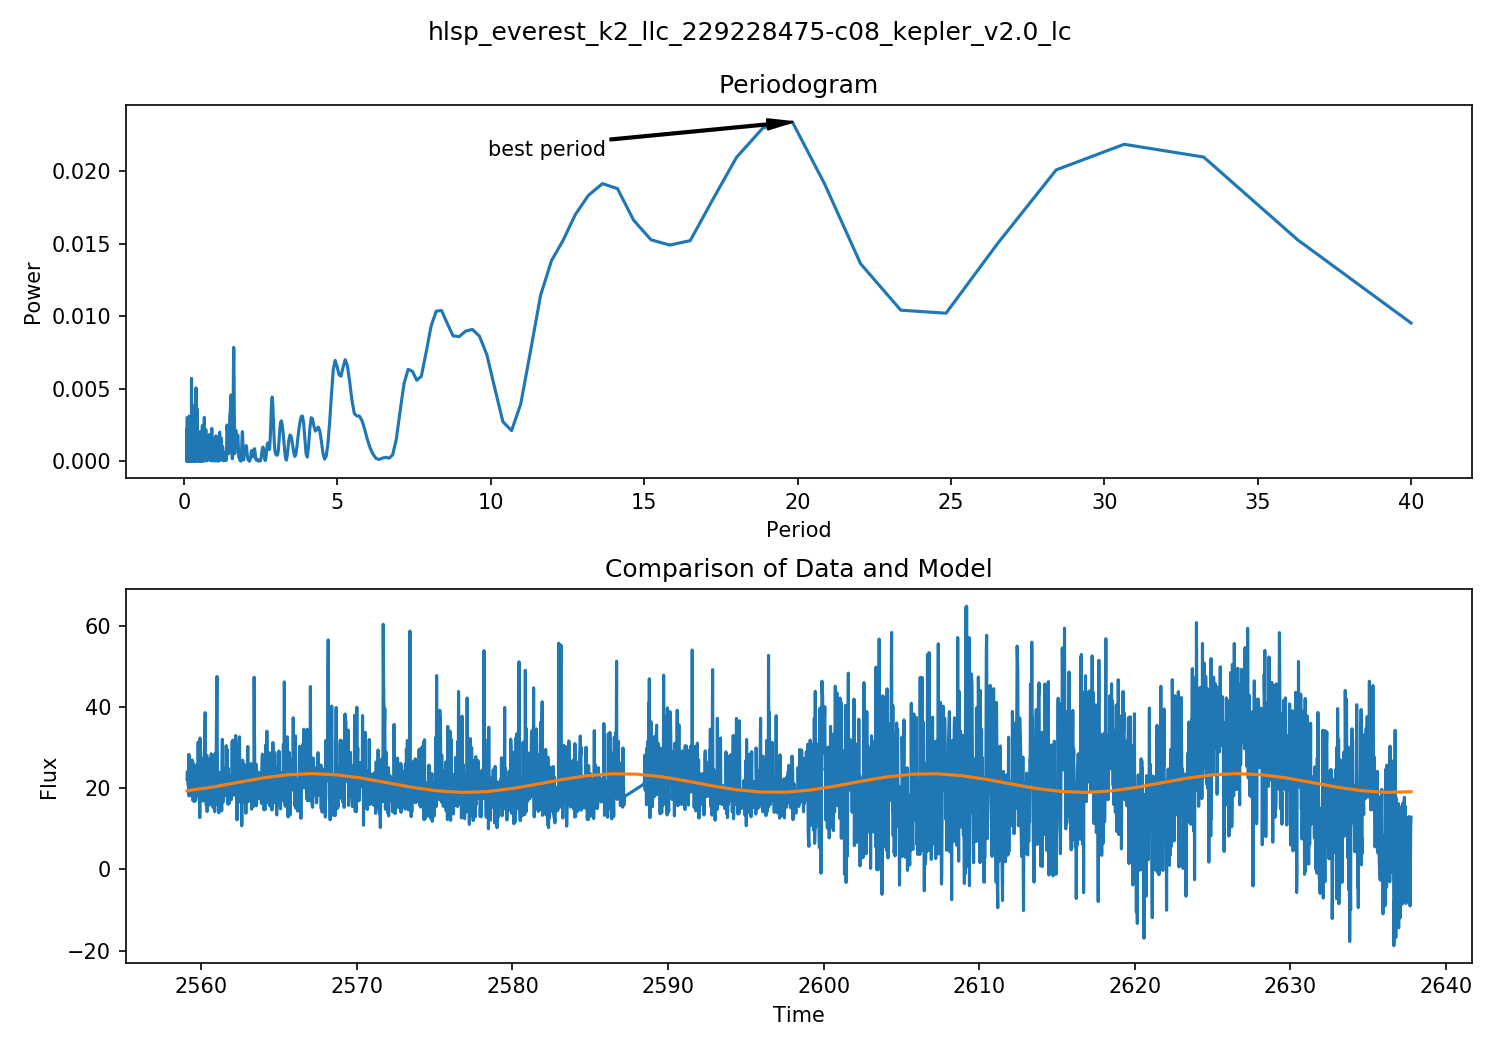 hlsp_everest_k2_llc_229228475-c08_kepler_v2.0_lc
Periodogram
best period
0.020
0.015
0.010
0.005
0.000
Power
0 5 10 15 20 25 30 35 40
Period
Comparison of Data and Model
60
40
20
0
−20
Flux
2560 2570 2580 2590 2600 2610 2620 2630 2640
Time